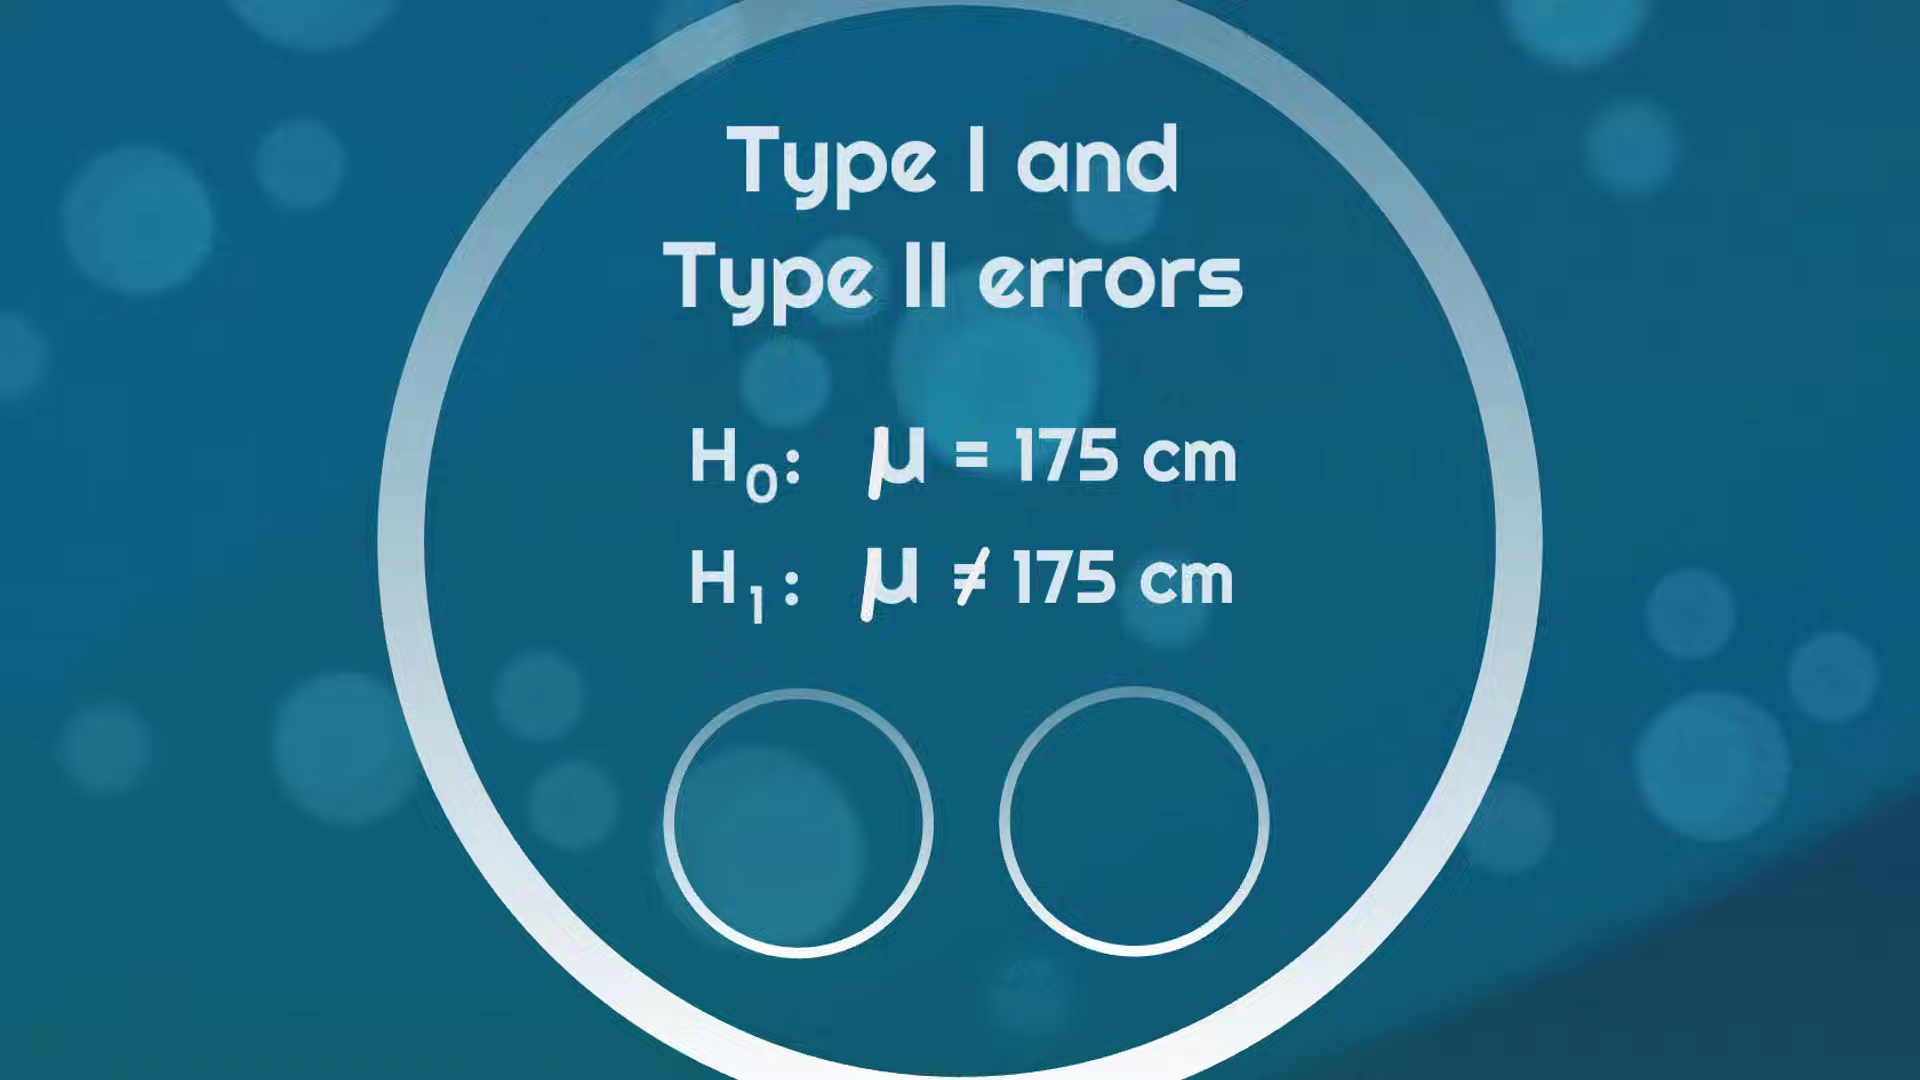 Type I and
Type II errors
H₀: μ = 175 cm
H₁: μ ≠ 175 cm